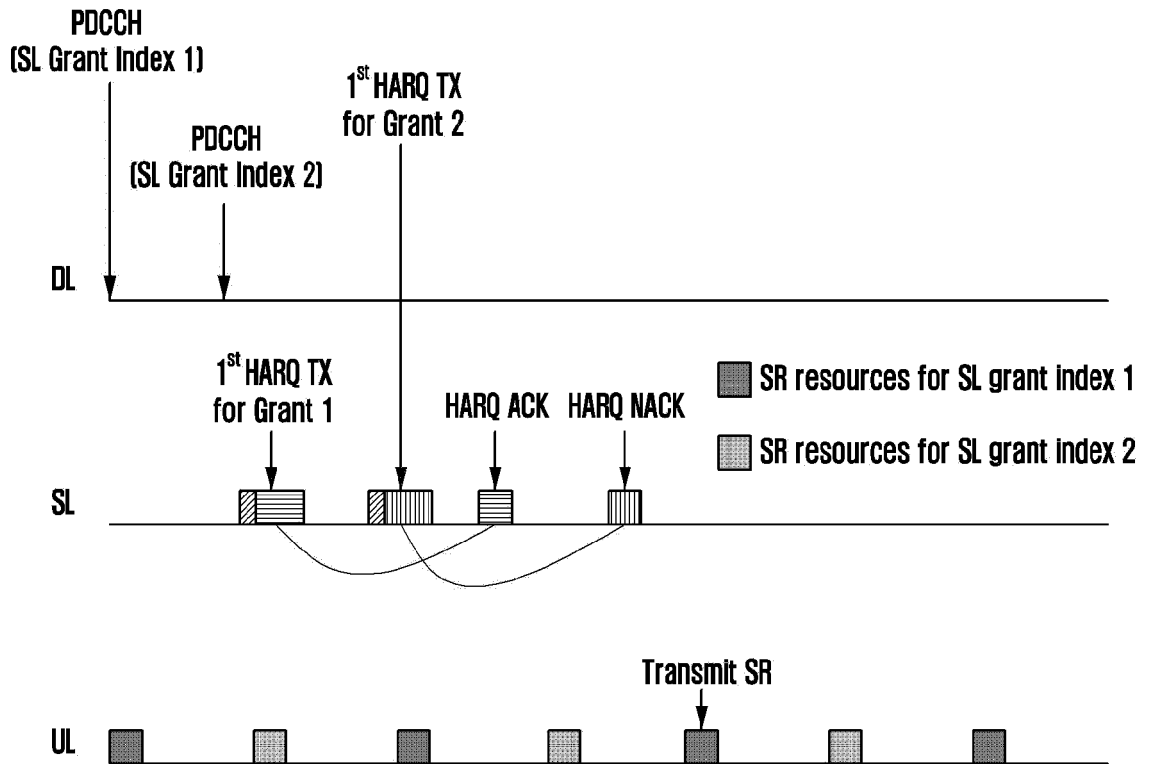 PDCCH
(SL Grant Index 1)
1st HARQ TX
for Grant 2
PDCCH
(SL Grant Index 2)
DL
1st HARQ TX
for Grant 1
HARQ ACK
HARQ NACK
SR resources for SL grant index 1
SR resources for SL grant index 2
SL
Transmit SR
UL